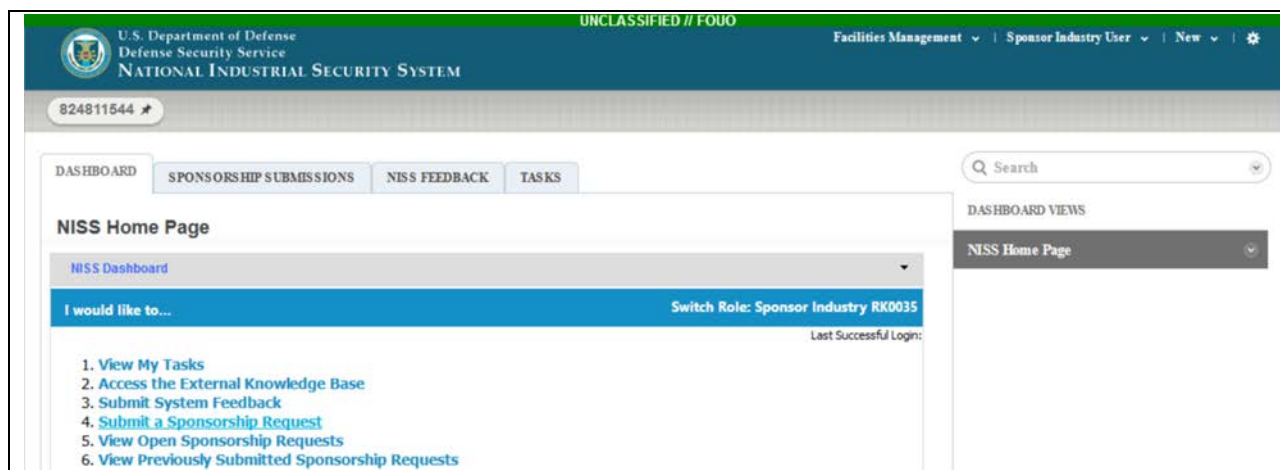 UNCLASSIFIED // FOUO
U.S. Department of Defense
Defense Security Service
NATIONAL INDUSTRIAL SECURITY SYSTEM
Facilities Management | Sponsor Industry User | New |
824811544
DASHBOARD SPONSORSHIP SUBMISSIONS NISS FEEDBACK TASKS
Search
DASHBOARD VIEWS
NISS Home Page
NISS Home Page
NISS Dashboard
I would like to... Switch Role: Sponsor Industry RK0035
Last Successful Login:
1. View My Tasks
2. Access the External Knowledge Base
3. Submit System Feedback
4. Submit a Sponsorship Request
5. View Open Sponsorship Requests
6. View Previously Submitted Sponsorship Requests